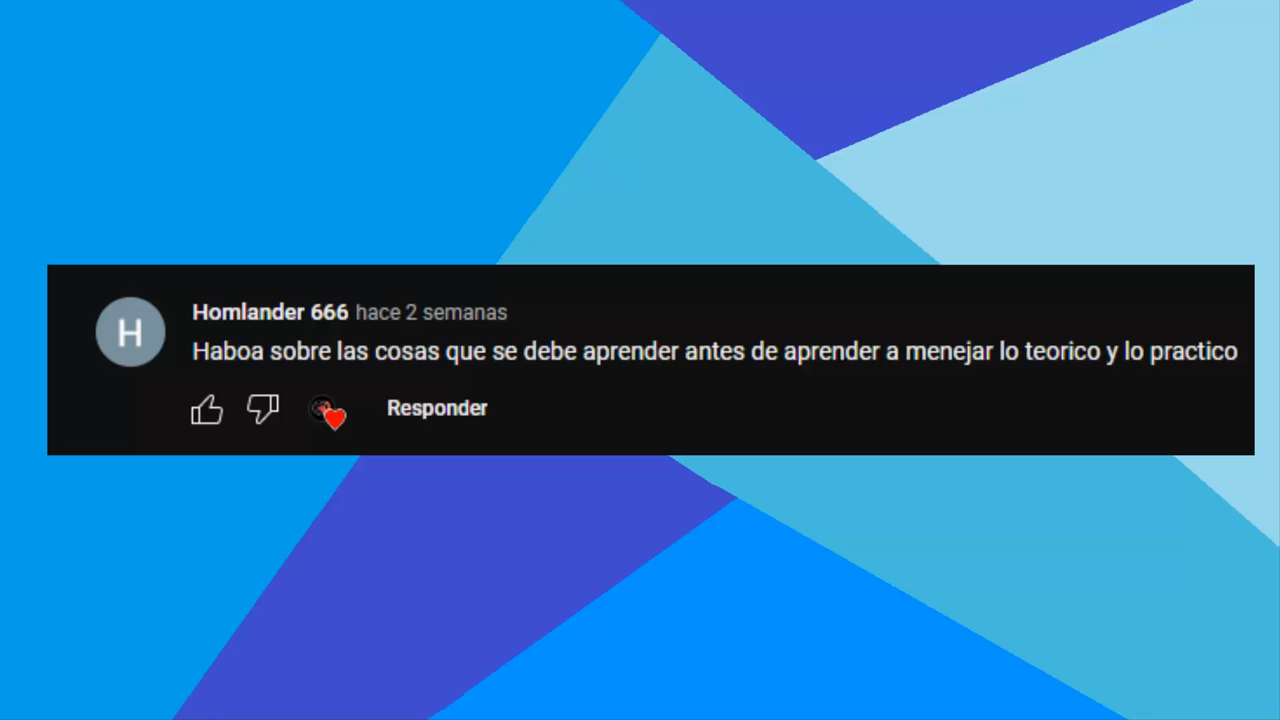 H
Homlander 666 hace 2 semanas
Haboa sobre las cosas que se debe aprender antes de aprender a menejar lo teorico y lo practico
Responder